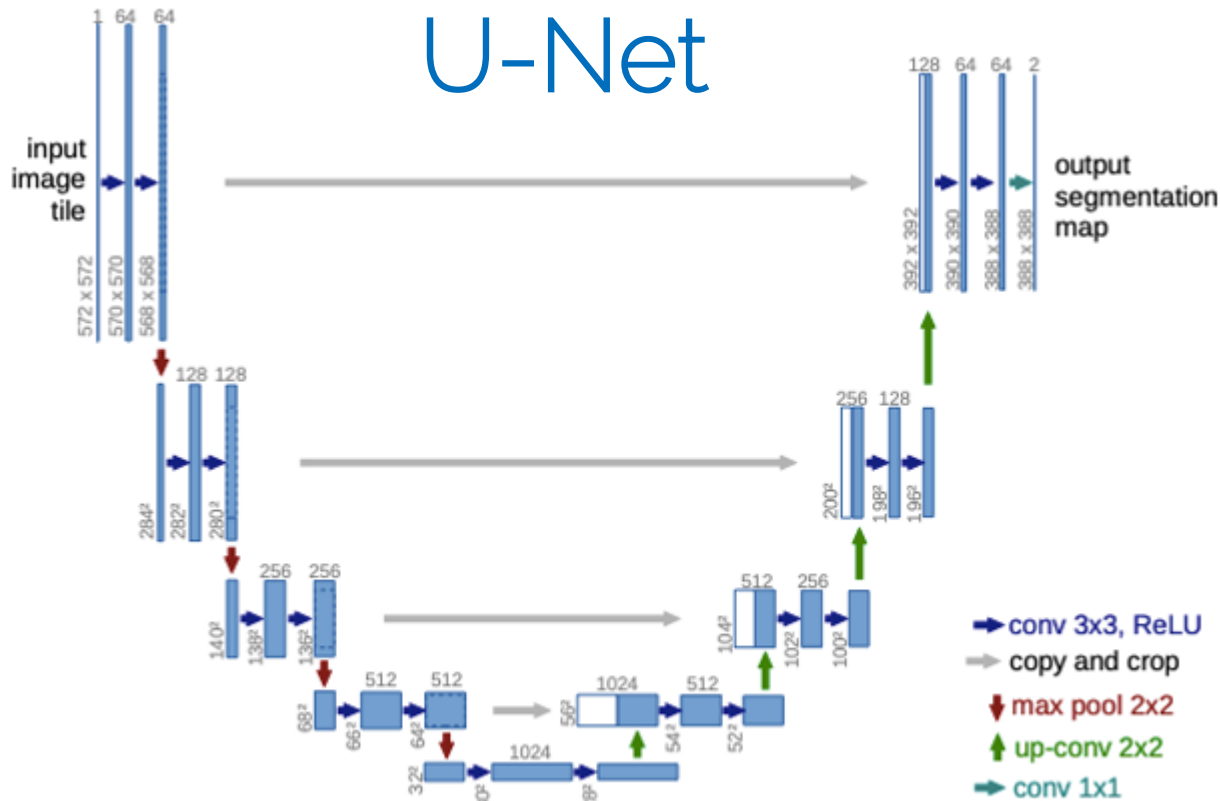 U-Net
1 64 64
128 64 64 2
input
image
tile
output
segmentation
map
572 x 572
570 x 570
568 x 568
392 x 392
390 x 390
388 x 388
388 x 388
128 128
256 128
284²
282²
280²
200²
198²
196²
256 256
512 256
140²
138²
136²
104²
102²
100²
512 512
1024 512
68²
66²
64²
56²
54²
52²
1024
32²
0²
8²
conv 3x3, ReLU
copy and crop
max pool 2x2
up-conv 2x2
conv 1x1